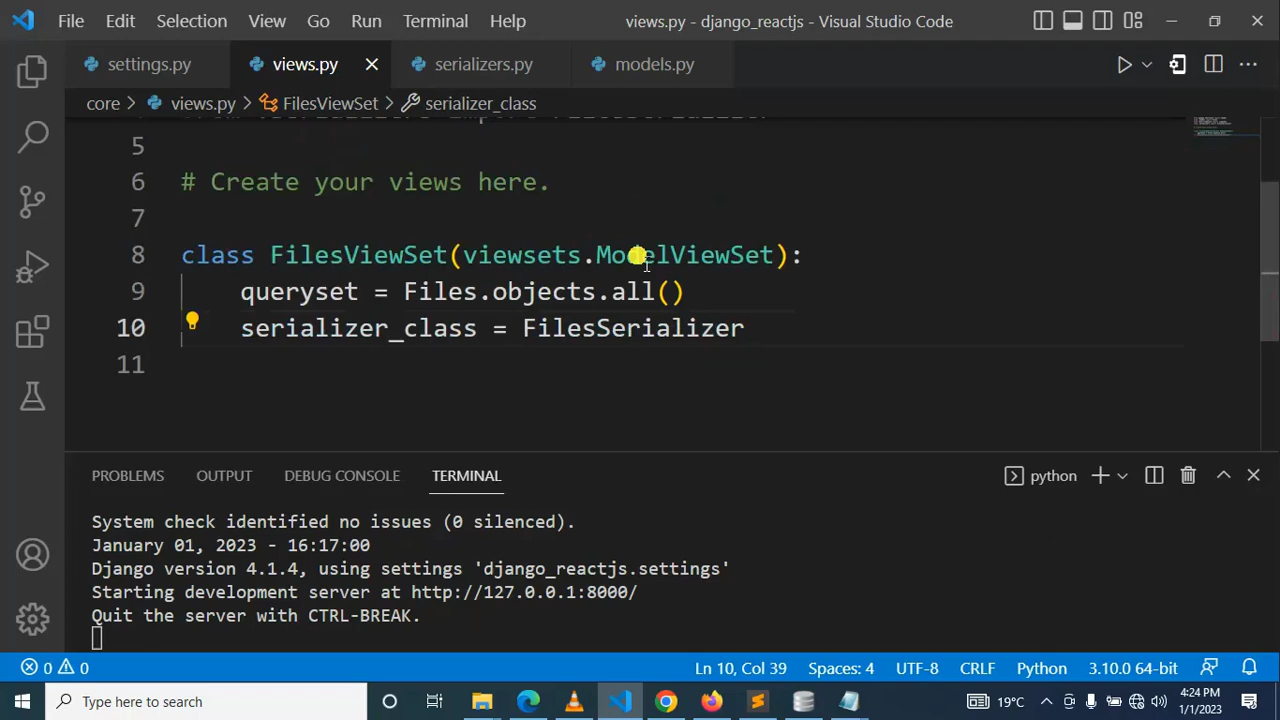 File Edit Selection View Go Run Terminal Help views.py - django_reactjs - Visual Studio Code
settings.py views.py serializers.py models.py
core > views.py > FilesViewSet > serializer_class
5
6 # Create your views here.
7
8 class FilesViewSet(viewsets.ModelViewSet):
9 queryset = Files.objects.all()
10 serializer_class = FilesSerializer
11
PROBLEMS OUTPUT DEBUG CONSOLE TERMINAL python
System check identified no issues (0 silenced).
January 01, 2023 - 16:17:00
Django version 4.1.4, using settings 'django_reactjs.settings'
Starting development server at http://127.0.0.1:8000/
Quit the server with CTRL-BREAK.
0 0 Ln 10, Col 39 Spaces: 4 UTF-8 CRLF Python 3.10.0 64-bit
Type here to search 19°C 4:24 PM
1/1/2023